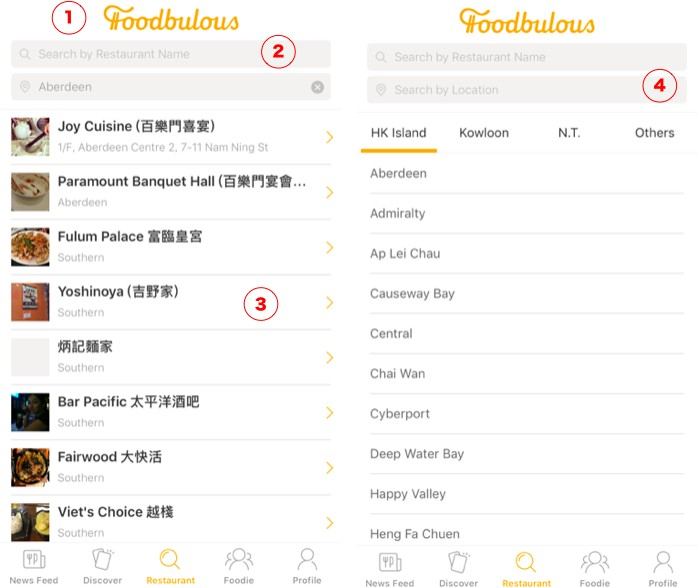 1
Foodbulous
Search by Restaurant Name
2
Aberdeen
Joy Cuisine (百樂門喜宴)
1/F, Aberdeen Centre 2, 7-11 Nam Ning St
Paramount Banquet Hall (百樂門宴會...
Aberdeen
Fulum Palace 富臨皇宮
Southern
Yoshinoya (吉野家)
Southern
3
炳記麵家
Southern
Bar Pacific 太平洋酒吧
Southern
Fairwood 大快活
Southern
Viet's Choice 越棧
Southern
News Feed
Discover
Restaurant
Foodie
Profile
Foodbulous
Search by Restaurant Name
Search by Location
4
HK Island
Kowloon
N.T.
Others
Aberdeen
Admiralty
Ap Lei Chau
Causeway Bay
Central
Chai Wan
Cyberport
Deep Water Bay
Happy Valley
Heng Fa Chuen
News Feed
Discover
Restaurant
Foodie
Profile